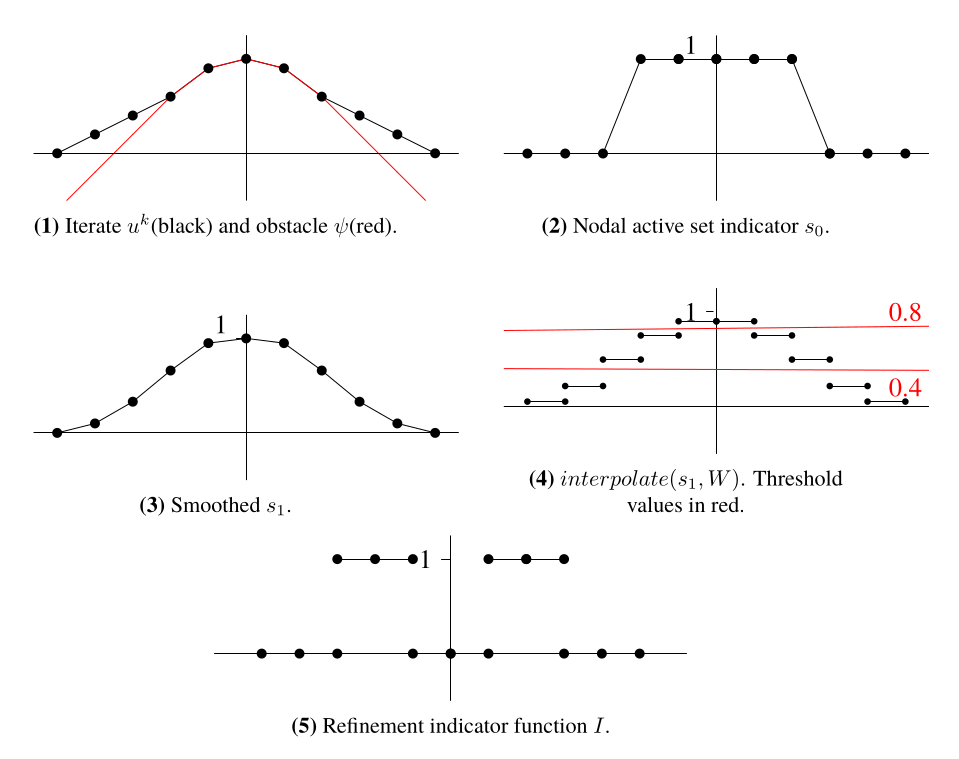 1
(1) Iterate u^k(black) and obstacle ψ(red).
(2) Nodal active set indicator s_0.
1
1
0.8
0.4
(3) Smoothed s_1.
(4) interpolate(s_1, W). Threshold
values in red.
1
(5) Refinement indicator function I.